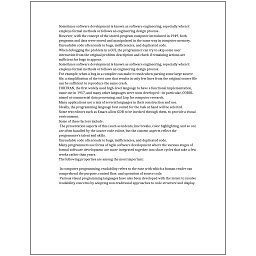 Sometimes software development is known as software engineering, especially when it
employs formal methods or follows an engineering design process.
However, with the concept of the stored-program computer introduced in 1949, both
programs and data were stored and manipulated in the same way in computer memory.
Unreadable code often leads to bugs, inefficiencies, and duplicated code.
When debugging the problem in a GUI, the programmer can try to skip some user
interaction from the original problem description and check if remaining actions are
sufficient for bugs to appear.
Sometimes software development is known as software engineering, especially when it
employs formal methods or follows an engineering design process.
For example, when a bug in a compiler can make it crash when parsing some large source
file, a simplification of the test case that results in only few lines from the original source file
can be sufficient to reproduce the same crash.
FORTRAN, the first widely used high-level language to have a functional implementation,
came out in 1957, and many other languages were soon developed—in particular, COBOL
aimed at commercial data processing, and Lisp for computer research.
Many applications use a mix of several languages in their construction and use.
Ideally, the programming language best suited for the task at hand will be selected.
Some text editors such as Emacs allow GDB to be invoked through them, to provide a visual
environment.
Some of these factors include:
The presentation aspects of this (such as indents, line breaks, color highlighting, and so on)
are often handled by the source code editor, but the content aspects reflect the
programmer's talent and skills.
Unreadable code often leads to bugs, inefficiencies, and duplicated code.
Many programmers use forms of Agile software development where the various stages of
formal software development are more integrated together into short cycles that take a few
weeks rather than years.
The following properties are among the most important:
In computer programming, readability refers to the ease with which a human reader can
comprehend the purpose, control flow, and operation of source code.
Various visual programming languages have also been developed with the intent to resolve
readability concerns by adopting non-traditional approaches to code structure and display.